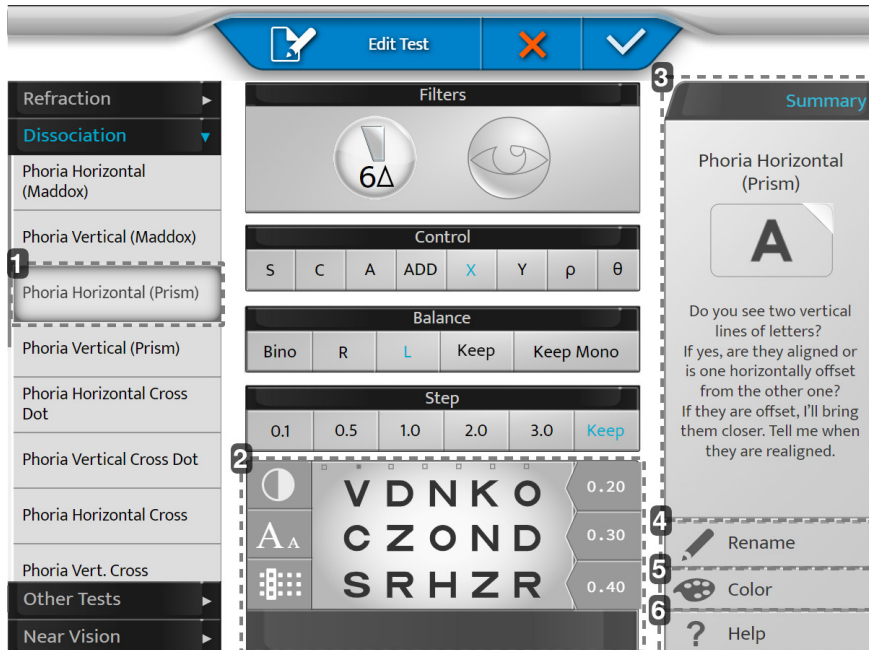 Edit Test
Refraction
Dissociation
Phoria Horizontal
(Maddox)
Phoria Vertical (Maddox)
1
Phoria Horizontal (Prism)
Phoria Vertical (Prism)
Phoria Horizontal Cross
Dot
Phoria Vertical Cross Dot
Phoria Horizontal Cross
Phoria Vert. Cross
Other Tests
Near Vision
Filters
6Δ
Control
S C A ADD X Y ρ θ
Balance
Bino R L Keep Keep Mono
Step
0.1 0.5 1.0 2.0 3.0 Keep
2
A A
V D N K O 0.20
C Z O N D 0.30
S R H Z R 0.40
3
Summary
Phoria Horizontal
(Prism)
A
Do you see two vertical
lines of letters?
If yes, are they aligned or
is one horizontally offset
from the other one?
If they are offset, I'll bring
them closer. Tell me when
they are realigned.
4
Rename
5
Color
6
? Help